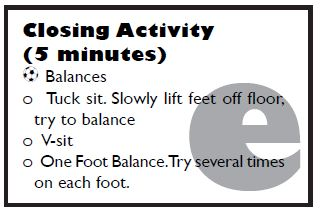 Closing Activity
(5 minutes)
Balances
o Tuck sit. Slowly lift feet off floor,
try to balance
o V-sit
o One Foot Balance.Try several times
on each foot.
e